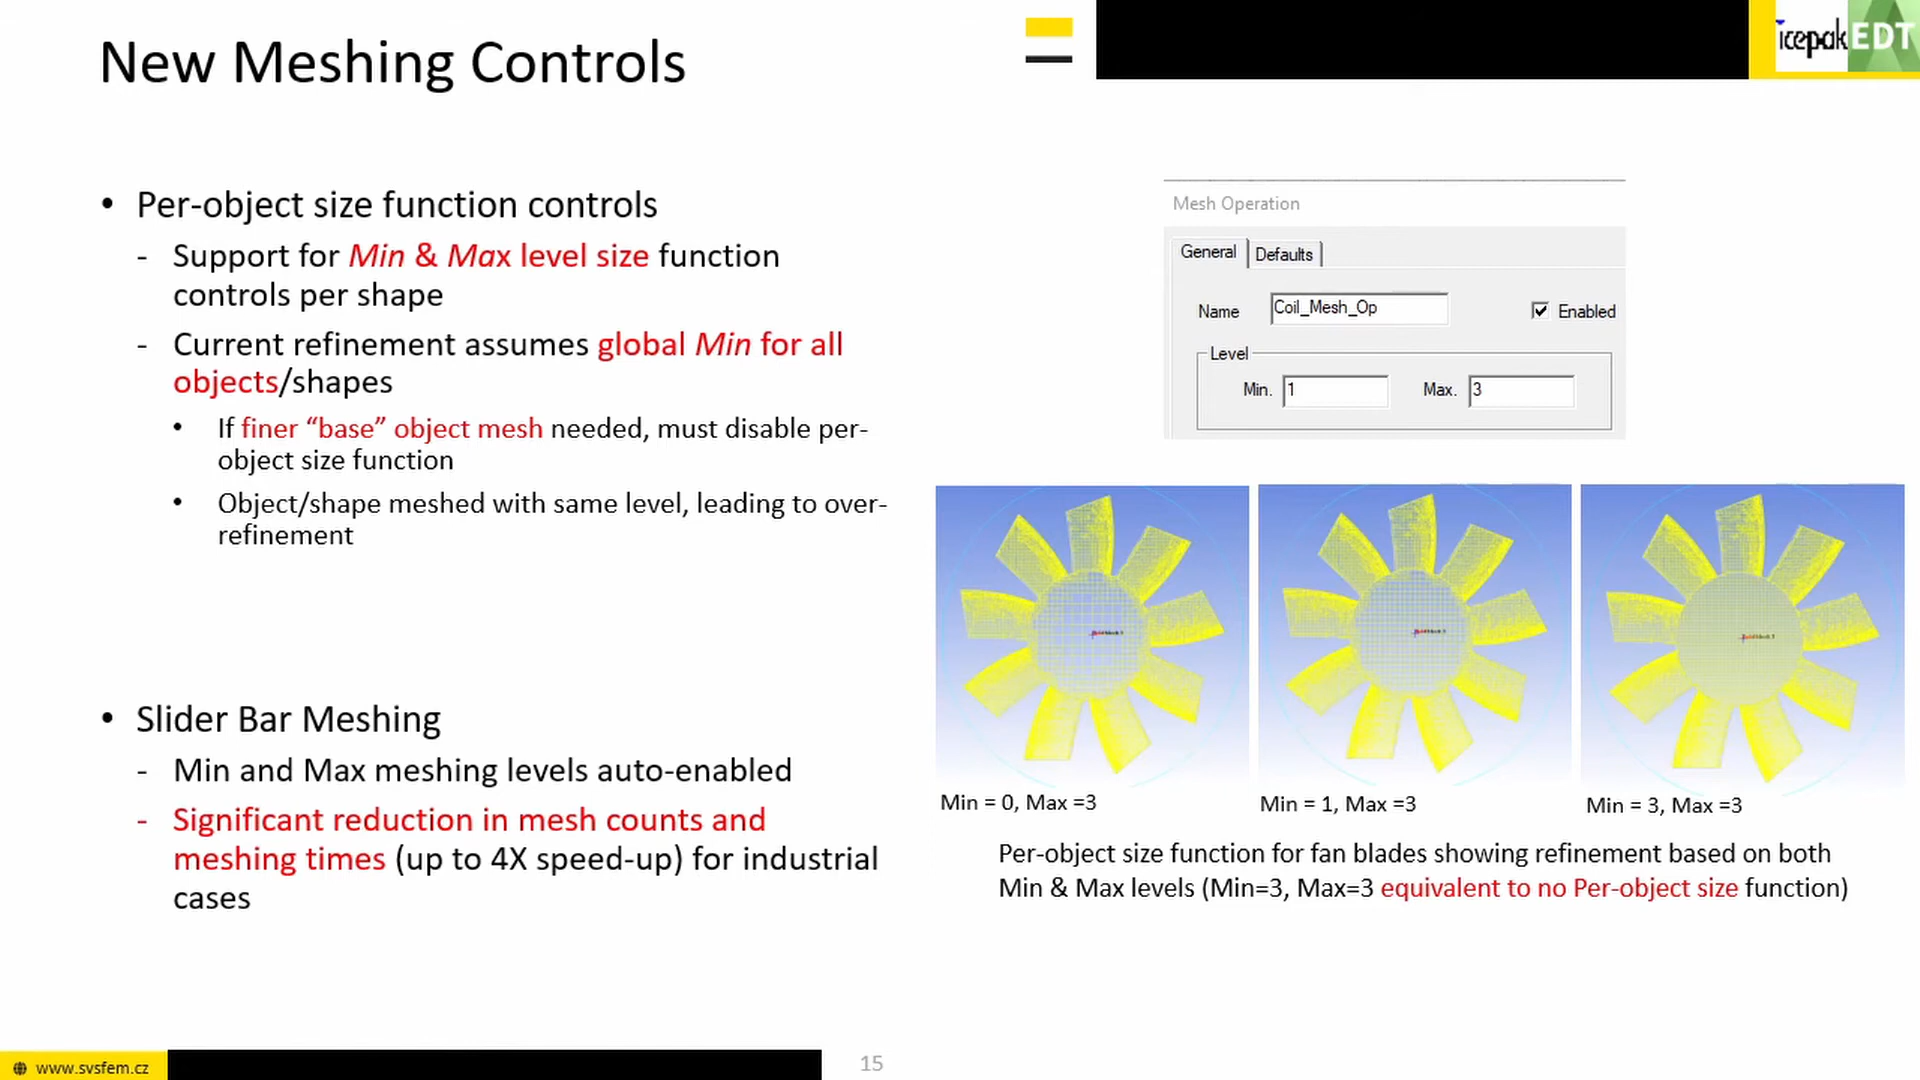 New Meshing Controls
icepak EDT
• Per-object size function controls
- Support for Min & Max level size function
controls per shape
- Current refinement assumes global Min for all
objects/shapes
• If finer “base” object mesh needed, must disable per-
object size function
• Object/shape meshed with same level, leading to over-
refinement
• Slider Bar Meshing
- Min and Max meshing levels auto-enabled
- Significant reduction in mesh counts and
meshing times (up to 4X speed-up) for industrial
cases
Mesh Operation
General Defaults
Name Coil_Mesh_Op Enabled
Level
Min. 1 Max. 3
Min = 0, Max =3
Min = 1, Max =3
Min = 3, Max =3
Per-object size function for fan blades showing refinement based on both
Min & Max levels (Min=3, Max=3 equivalent to no Per-object size function)
www.svsfem.cz
15